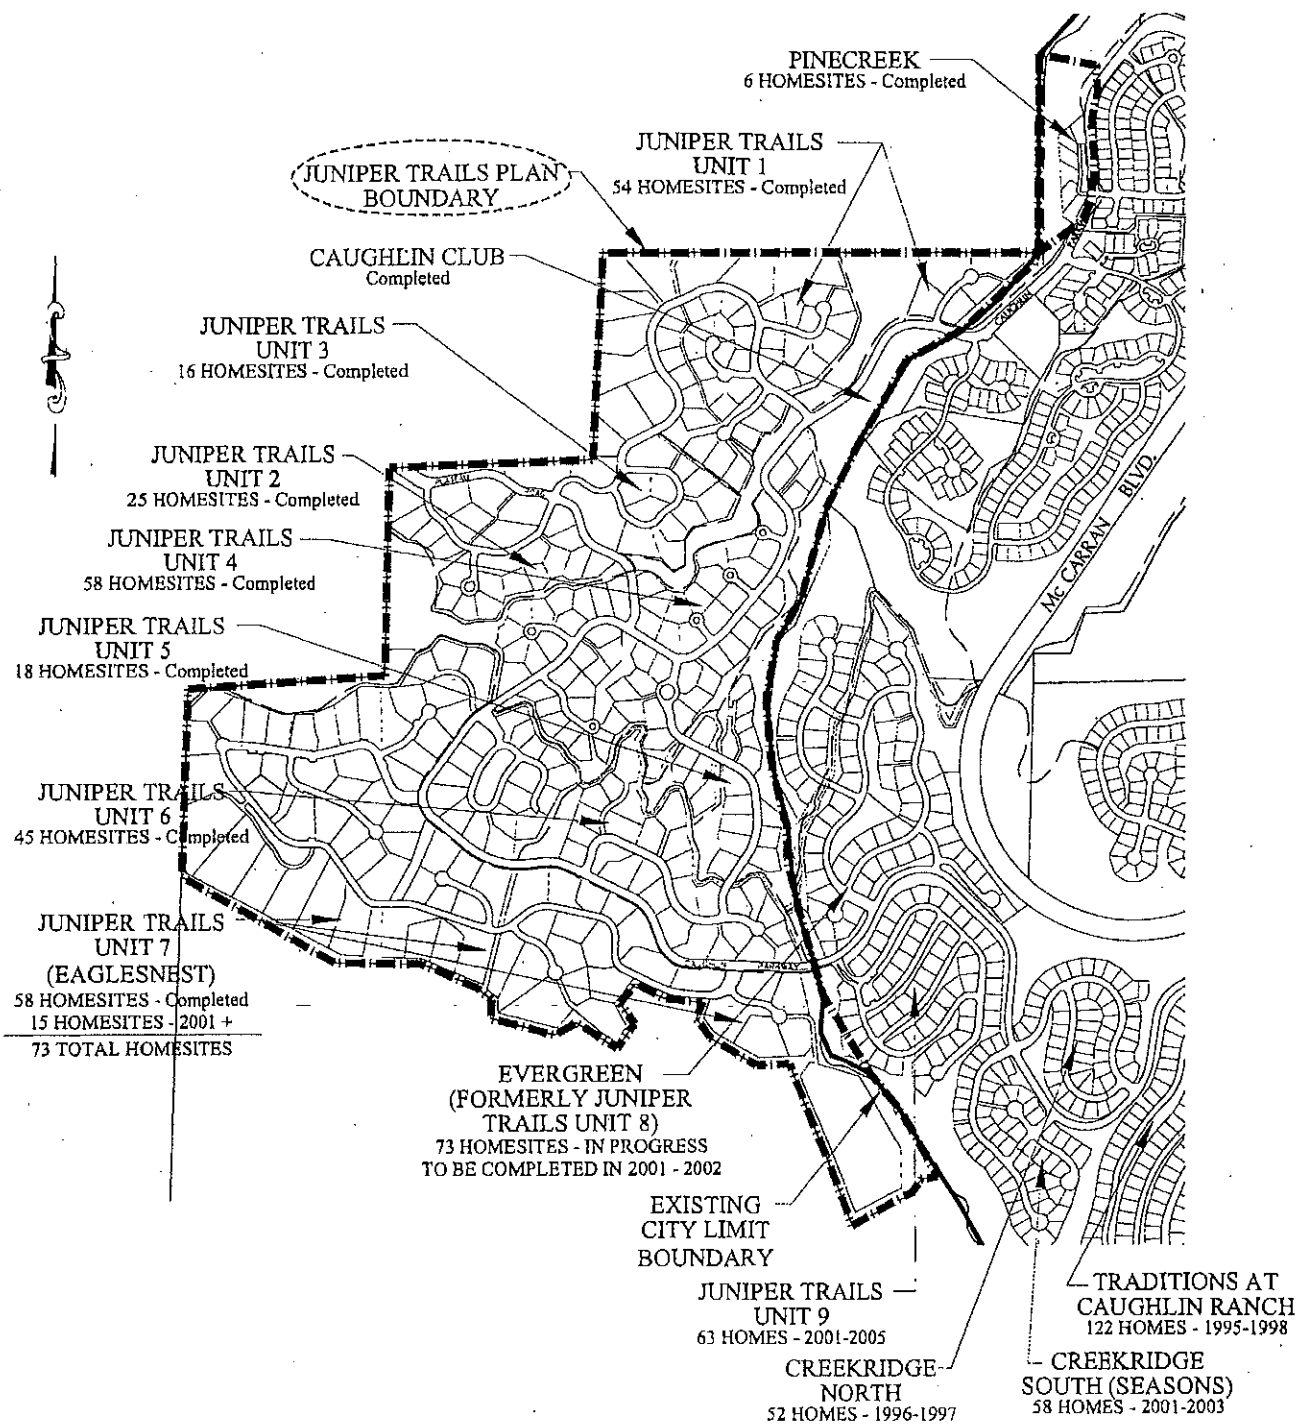 PINECREEK
6 HOMESITES - Completed
JUNIPER TRAILS
UNIT 1
54 HOMESITES - Completed
JUNIPER TRAILS PLAN
BOUNDARY
CAUGHLIN CLUB
Completed
JUNIPER TRAILS
UNIT 3
16 HOMESITES - Completed
CAUGHLIN
JUNIPER TRAILS
UNIT 2
25 HOMESITES - Completed
Mc CARRAN BLVD.
JUNIPER TRAILS
UNIT 4
58 HOMESITES - Completed
JUNIPER TRAILS
UNIT 5
18 HOMESITES - Completed
JUNIPER TRAILS
UNIT 6
45 HOMESITES - Completed
JUNIPER TRAILS
UNIT 7
(EAGLESNEST)
58 HOMESITES - Completed
15 HOMESITES - 2001 +
73 TOTAL HOMESITES
EVERGREEN
(FORMERLY JUNIPER
TRAILS UNIT 8)
73 HOMESITES - IN PROGRESS
TO BE COMPLETED IN 2001 - 2002
EXISTING
CITY LIMIT
BOUNDARY
JUNIPER TRAILS
UNIT 9
63 HOMES - 2001-2005
TRADITIONS AT
CAUGHLIN RANCH
122 HOMES - 1995-1998
CREEKRIDGE
NORTH
52 HOMES - 1996-1997
CREEKRIDGE
SOUTH (SEASONS)
58 HOMES - 2001-2003